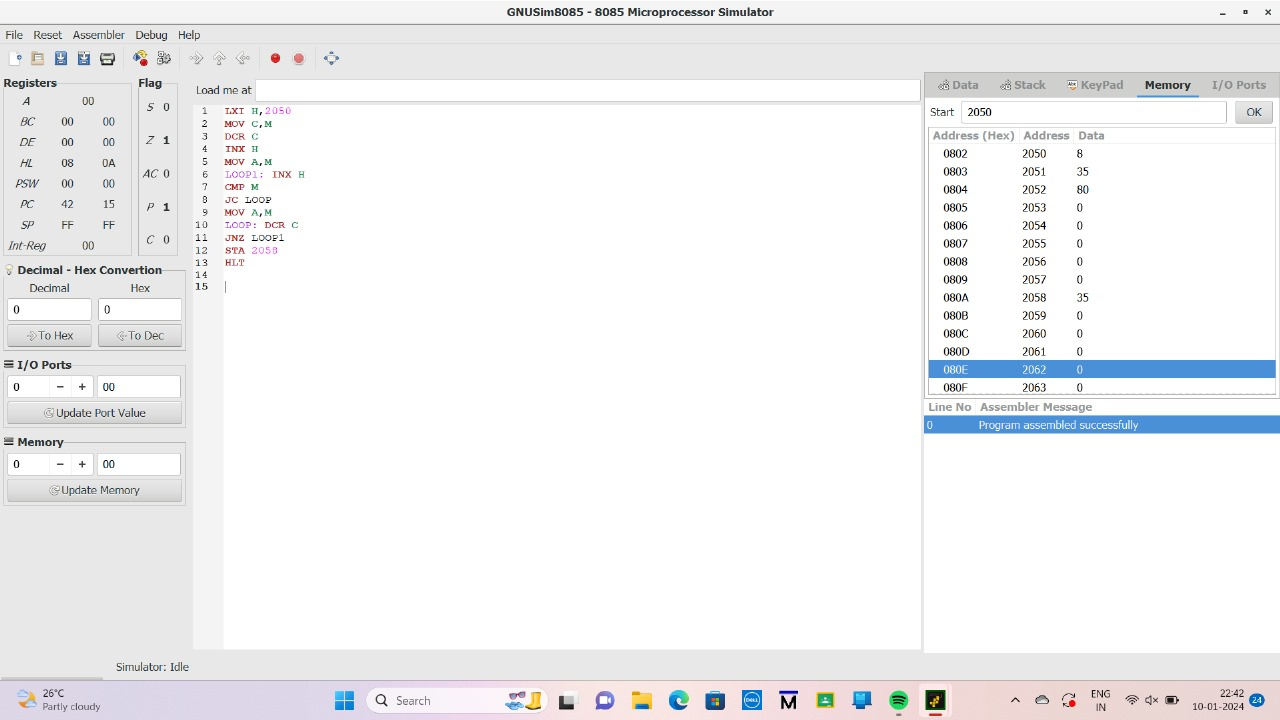 GNUSim8085 - 8085 Microprocessor Simulator
File Reset Assembler Debug Help
Registers
A 00
BC 00 00
DE 00 00
HL 08 0A
PSW 00 00
PC 42 15
SP FF FF
Int-Reg 00
Flag
S 0
Z 1
AC 0
P 1
C 0
Decimal - Hex Convertion
Decimal Hex
0 0
To Hex To Dec
I/O Ports
0 − + 00
Update Port Value
Memory
0 − + 00
Update Memory
Load me at
1 LXI H,2050
2 MOV C,M
3 DCR C
4 INX H
5 MOV A,M
6 LOOP1: INX H
7 CMP M
8 JC LOOP
9 MOV A,M
10 LOOP: DCR C
11 JNZ LOOP1
12 STA 2058
13 HLT
14
15
Data Stack KeyPad Memory I/O Ports
Start 2050 OK
Address (Hex) Address Data
0802 2050 8
0803 2051 35
0804 2052 80
0805 2053 0
0806 2054 0
0807 2055 0
0808 2056 0
0809 2057 0
080A 2058 35
080B 2059 0
080C 2060 0
080D 2061 0
080E 2062 0
080F 2063 0
Line No Assembler Message
0 Program assembled successfully
Simulator: Idle
26°C
Partly cloudy
Search
DELL
M
ENG
IN
22:42
10-01-2024
24